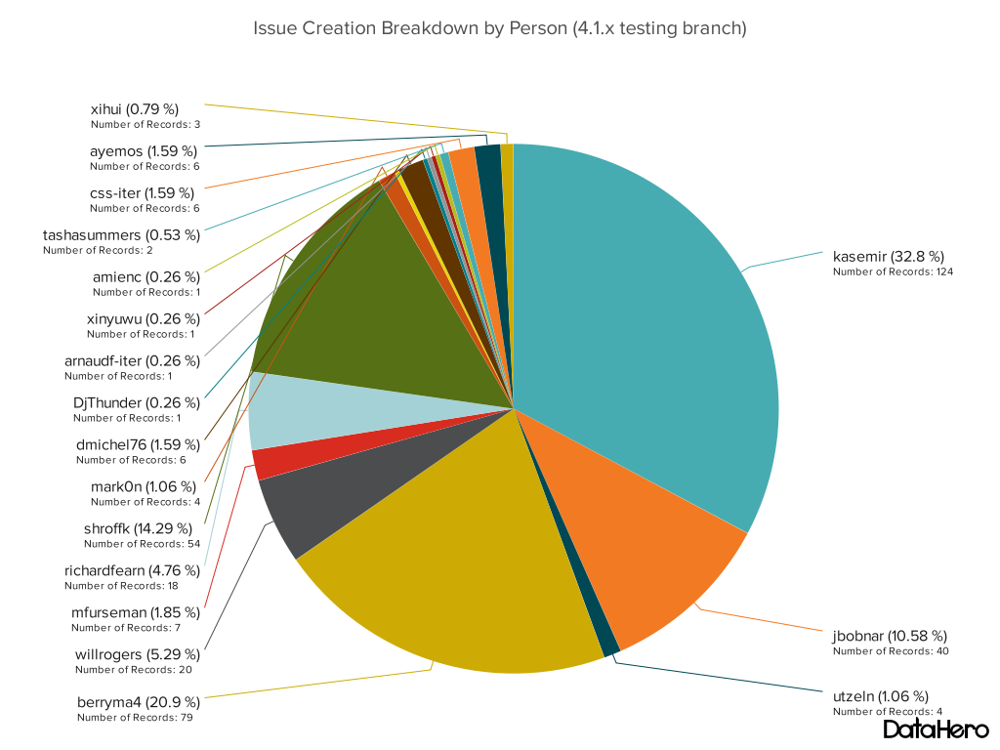 Issue Creation Breakdown by Person (4.1.x testing branch)
xihui (0.79 %)
Number of Records: 3
ayemos (1.59 %)
Number of Records: 6
css-iter (1.59 %)
Number of Records: 6
tashasummers (0.53 %)
Number of Records: 2
amienc (0.26 %)
Number of Records: 1
xinyuwu (0.26 %)
Number of Records: 1
arnaudf-iter (0.26 %)
Number of Records: 1
DjThunder (0.26 %)
Number of Records: 1
dmichel76 (1.59 %)
Number of Records: 6
mark0n (1.06 %)
Number of Records: 4
shroffk (14.29 %)
Number of Records: 54
richardfearn (4.76 %)
Number of Records: 18
mfurseman (1.85 %)
Number of Records: 7
willrogers (5.29 %)
Number of Records: 20
berryma4 (20.9 %)
Number of Records: 79
kasemir (32.8 %)
Number of Records: 124
jbobnar (10.58 %)
Number of Records: 40
utzeln (1.06 %)
Number of Records: 4
DataHero